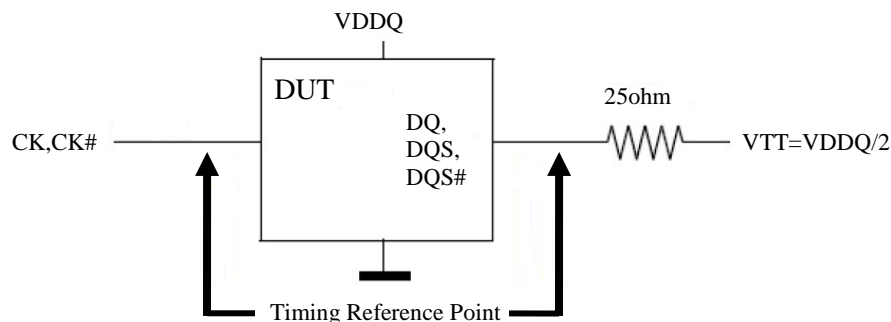 VDDQ
DUT
25ohm
CK,CK#
DQ,
DQS,
DQS#
VTT=VDDQ/2
Timing Reference Point